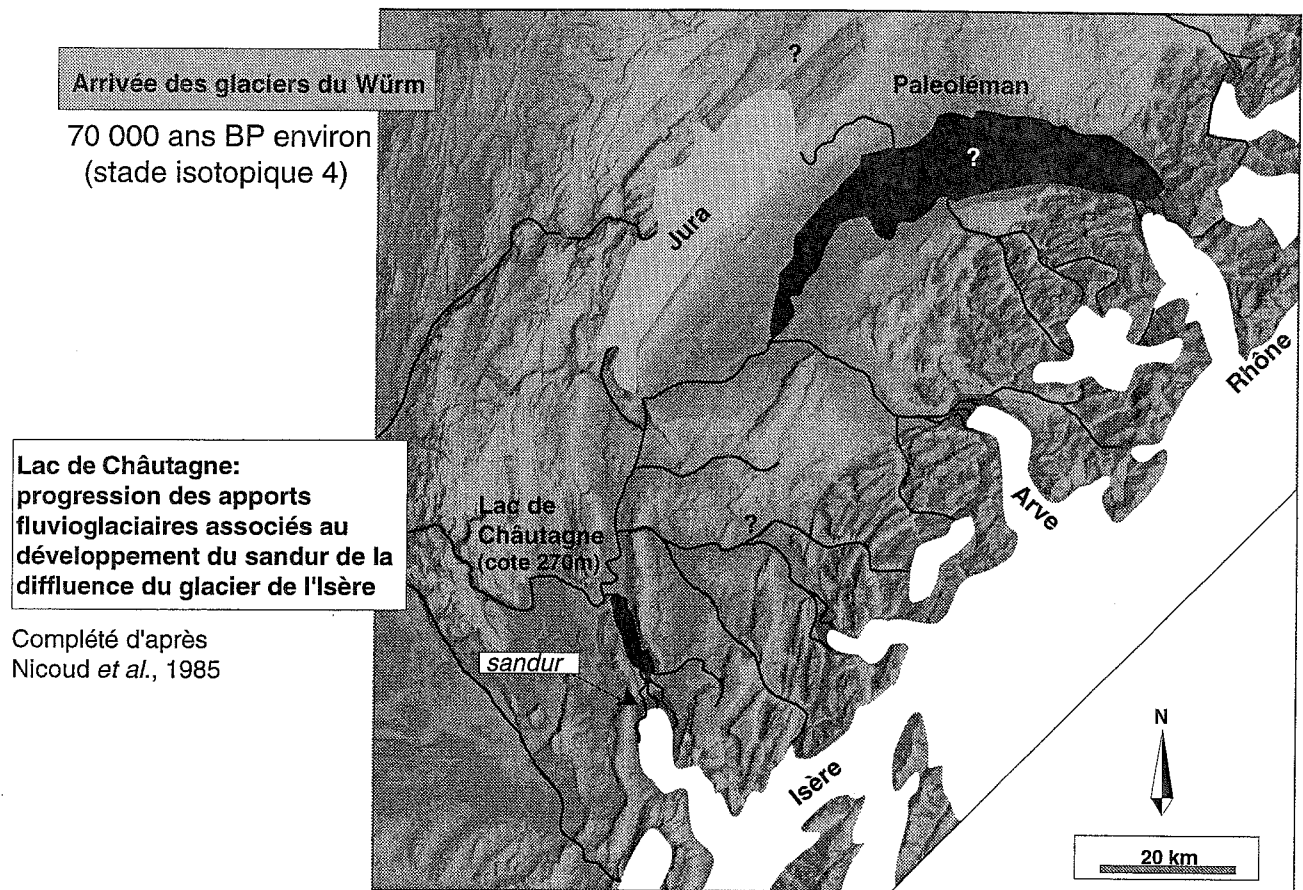 Arrivée des glaciers du Würm
70 000 ans BP environ
(stade isotopique 4)
?
Paleoléman
?
Jura
Rhône
Lac de Châutagne:
progression des apports
fluvioglaciaires associés au
développement du sandur de la
diffluence du glacier de l'Isère
Lac de
Châutagne
(cote 270m)
?
Arve
Complété d'après
Nicoud et al., 1985
sandur
Isère
N
20 km